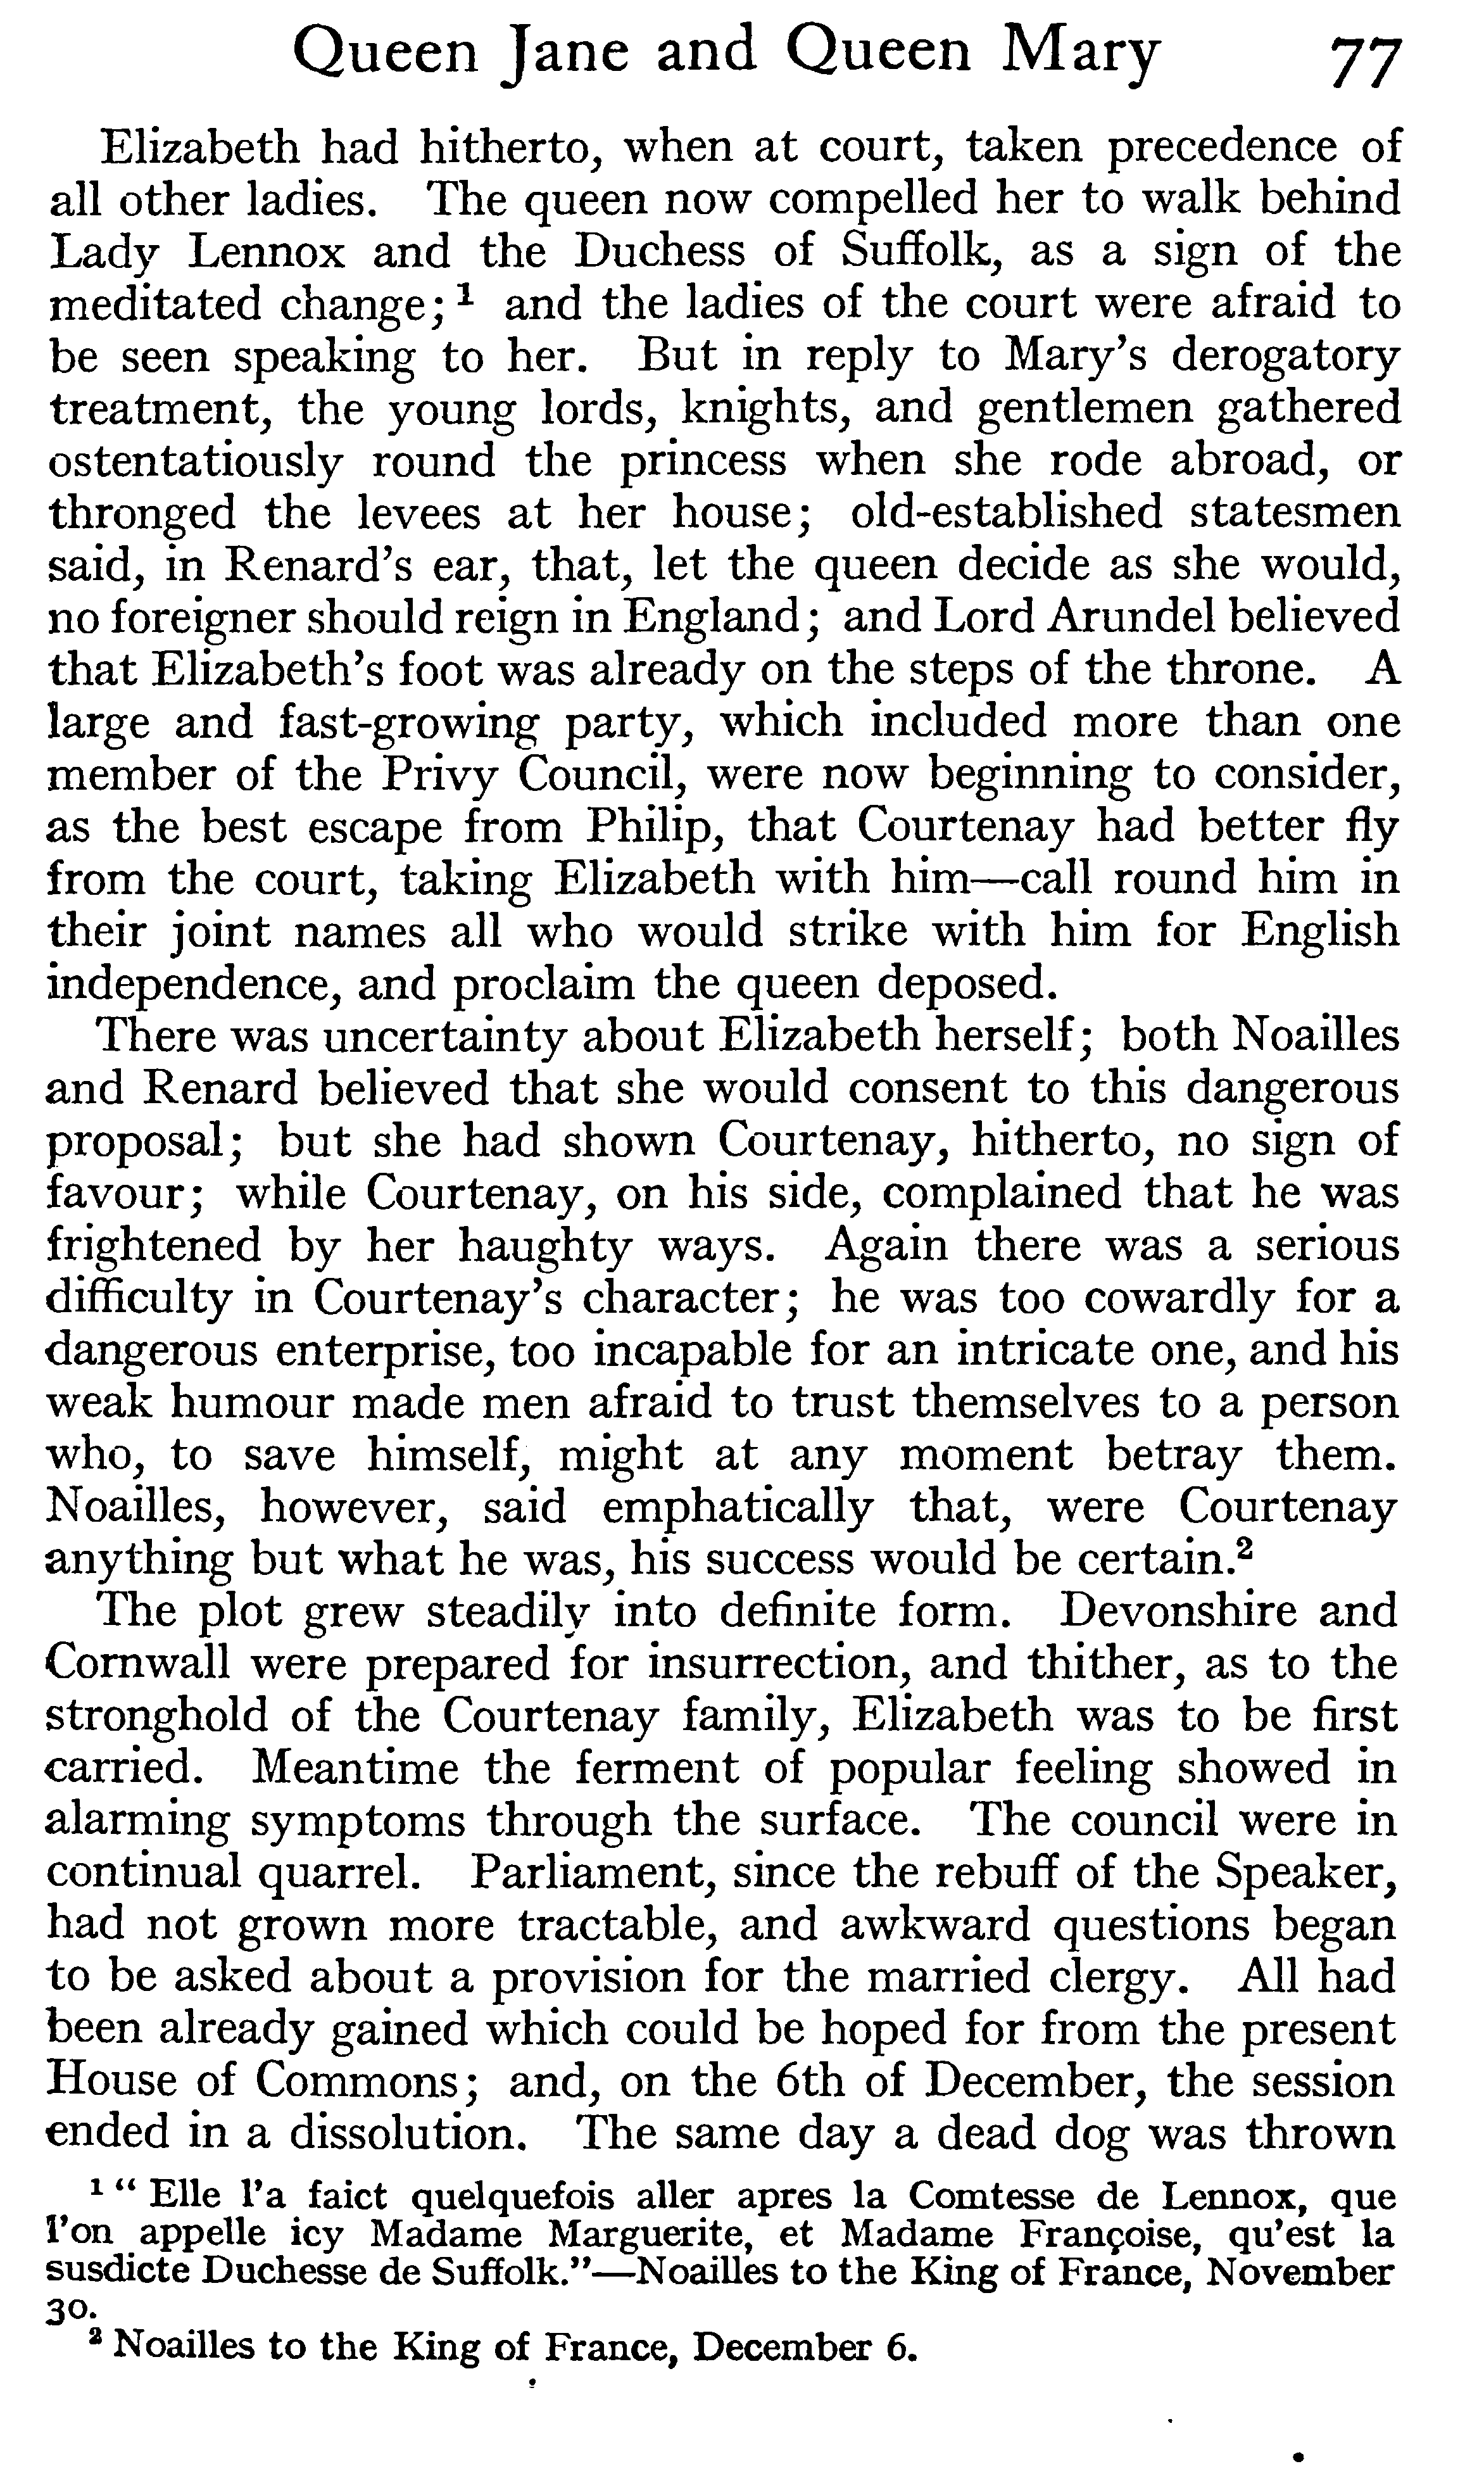 Queen Jane and Queen Mary 77
Elizabeth had hitherto, when at court, taken precedence of
all other ladies. The queen now compelled her to walk behind
Lady Lennox and the Duchess of Suffolk, as a sign of the
meditated change; ¹ and the ladies of the court were afraid to
be seen speaking to her. But in reply to Mary's derogatory
treatment, the young lords, knights, and gentlemen gathered
ostentatiously round the princess when she rode abroad, or
thronged the levees at her house; old-established statesmen
said, in Renard's ear, that, let the queen decide as she would,
no foreigner should reign in England; and Lord Arundel believed
that Elizabeth's foot was already on the steps of the throne. A
large and fast-growing party, which included more than one
member of the Privy Council, were now beginning to consider,
as the best escape from Philip, that Courtenay had better fly
from the court, taking Elizabeth with him—call round him in
their joint names all who would strike with him for English
independence, and proclaim the queen deposed.
There was uncertainty about Elizabeth herself; both Noailles
and Renard believed that she would consent to this dangerous
proposal; but she had shown Courtenay, hitherto, no sign of
favour; while Courtenay, on his side, complained that he was
frightened by her haughty ways. Again there was a serious
difficulty in Courtenay's character; he was too cowardly for a
dangerous enterprise, too incapable for an intricate one, and his
weak humour made men afraid to trust themselves to a person
who, to save himself, might at any moment betray them.
Noailles, however, said emphatically that, were Courtenay
anything but what he was, his success would be certain.²
The plot grew steadily into definite form. Devonshire and
Cornwall were prepared for insurrection, and thither, as to the
stronghold of the Courtenay family, Elizabeth was to be first
carried. Meantime the ferment of popular feeling showed in
alarming symptoms through the surface. The council were in
continual quarrel. Parliament, since the rebuff of the Speaker,
had not grown more tractable, and awkward questions began
to be asked about a provision for the married clergy. All had
been already gained which could be hoped for from the present
House of Commons; and, on the 6th of December, the session
ended in a dissolution. The same day a dead dog was thrown
¹ " Elle l'a faict quelquefois aller apres la Comtesse de Lennox, que
l'on appelle icy Madame Marguerite, et Madame Françoise, qu'est la
susdicte Duchesse de Suffolk."—Noailles to the King of France, November
30.
² Noailles to the King of France, December 6.